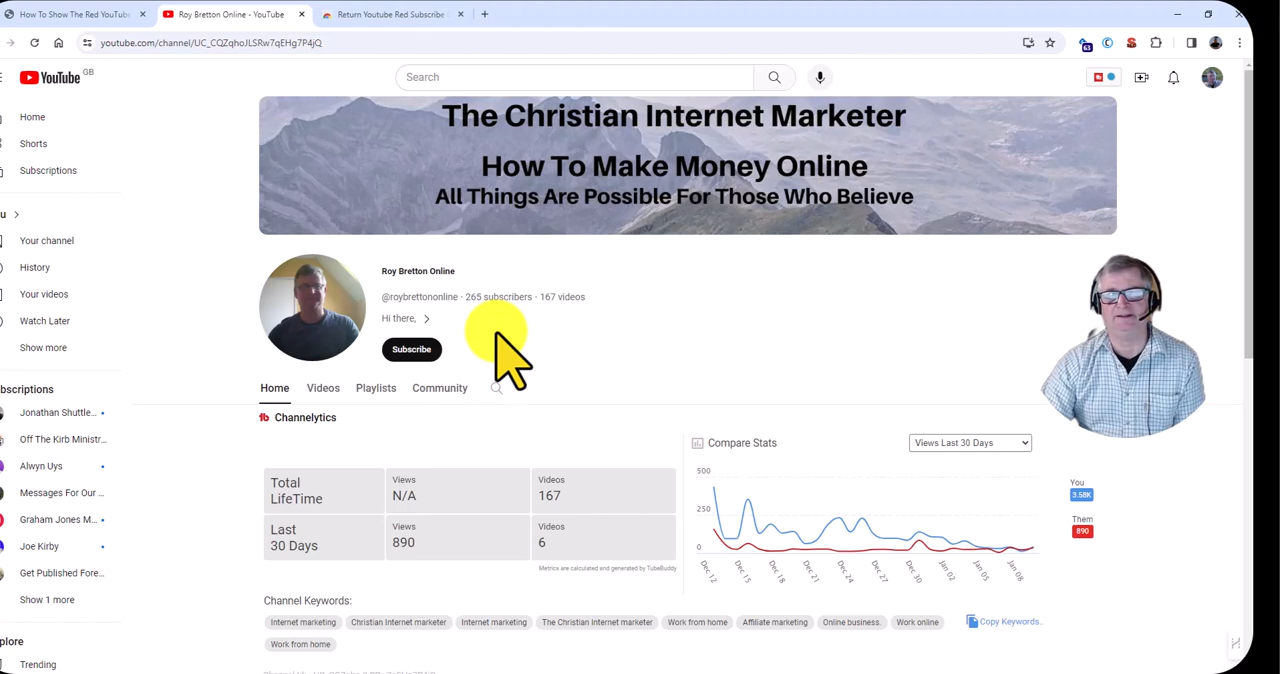 How To Show The Red YouTube
Roy Bretton Online - YouTube
Return Youtube Red Subscribe
youtube.com/channel/UC_CQZqhoJLSRw7qEHg7P4jQ
63
YouTube GB
Search
Home
Shorts
Subscriptions
Your channel
History
Your videos
Watch Later
Show more
bscriptions
Jonathan Shuttle...
Off The Kirb Ministr...
Alwyn Uys
Messages For Our ...
Graham Jones M...
Joe Kirby
Get Published Fore...
Show 1 more
plore
Trending
The Christian Internet Marketer
How To Make Money Online
All Things Are Possible For Those Who Believe
Roy Bretton Online
@roybrettononline · 265 subscribers · 167 videos
Hi there,
Subscribe
Home Videos Playlists Community
Channelytics
Total LifeTime
Views
N/A
Videos
167
Last 30 Days
Views
890
Videos
6
Metrics are calculated and generated by TubeBuddy
Compare Stats
Views Last 30 Days
500
250
0
Dec 12 Dec 15 Dec 18 Dec 21 Dec 24 Dec 27 Dec 30 Jan 02 Jan 05 Jan 08
You
3.58K
Them
890
Channel Keywords:
Internet marketing Christian Internet marketer Internet marketing The Christian Internet marketer Work from home Affiliate marketing Online business. Work online
Copy Keywords..
Work from home